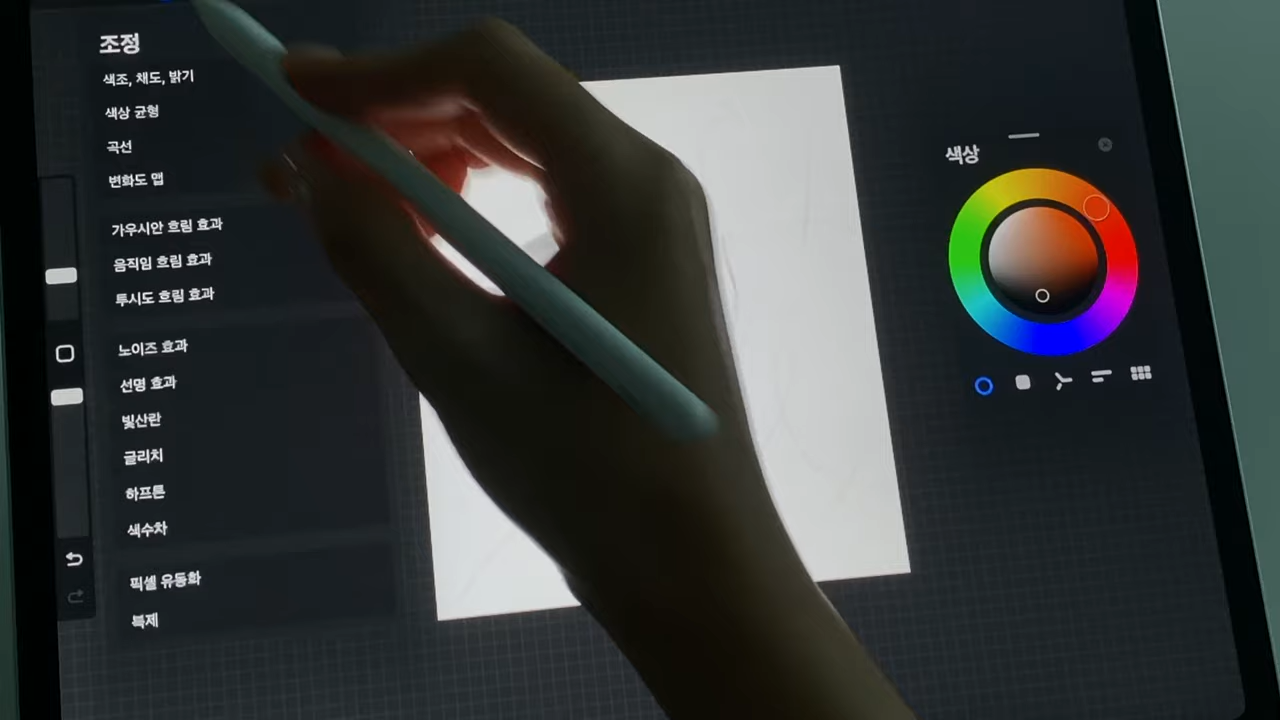 조정
색조, 채도, 밝기
색상 균형
곡선
변화도 맵
가우시안 흐림 효과
움직임 흐림 효과
투시도 흐림 효과
노이즈 효과
선명 효과
빛산란
글리치
하프톤
색수차
픽셀 유동화
복제
색상